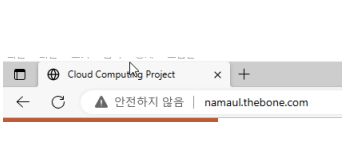 Cloud Computing Project
안전하지 않음 namaul.thebone.com